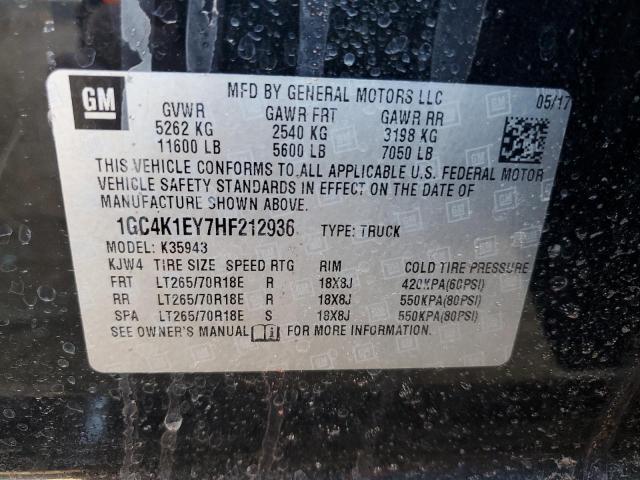 GM
MFD BY GENERAL MOTORS LLC
05/17
GVWR GAWR FRT GAWR RR
5262 KG 2540 KG 3198 KG
11600 LB 5600 LB 7050 LB
THIS VEHICLE CONFORMS TO ALL APPLICABLE U.S. FEDERAL MOTOR
VEHICLE SAFETY STANDARDS IN EFFECT ON THE DATE OF
MANUFACTURE SHOWN ABOVE.
1GC4K1EY7HF212936 TYPE: TRUCK
MODEL: K35943
KJW4 TIRE SIZE SPEED RTG RIM COLD TIRE PRESSURE
FRT LT265/70R18E R 18X8J 420KPA(60PSI)
RR LT265/70R18E R 18X8J 550KPA(80PSI)
SPA LT265/70R18E S 18X8J 550KPA(80PSI)
SEE OWNER'S MANUAL FOR MORE INFORMATION.